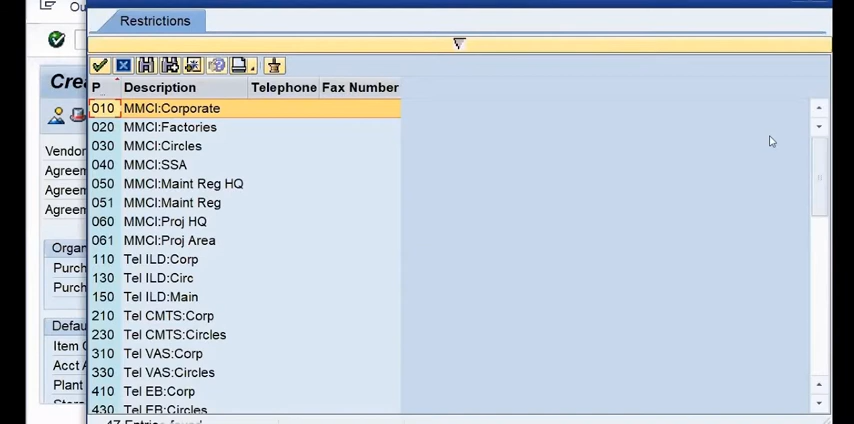 Ou
Restrictions
Cre
P Description Telephone Fax Number
010 MMCI:Corporate
020 MMCI:Factories
030 MMCI:Circles
040 MMCI:SSA
050 MMCI:Maint Reg HQ
051 MMCI:Maint Reg
060 MMCI:Proj HQ
061 MMCI:Proj Area
110 Tel ILD:Corp
130 Tel ILD:Circ
150 Tel ILD:Main
210 Tel CMTS:Corp
230 Tel CMTS:Circles
310 Tel VAS:Corp
330 Tel VAS:Circles
410 Tel EB:Corp
430 Tel EB:Circles
47 Entries found
Vendor
Agreem
Agreem
Agreem
Organ
Purch
Purch
Defau
Item C
Acct A
Plant